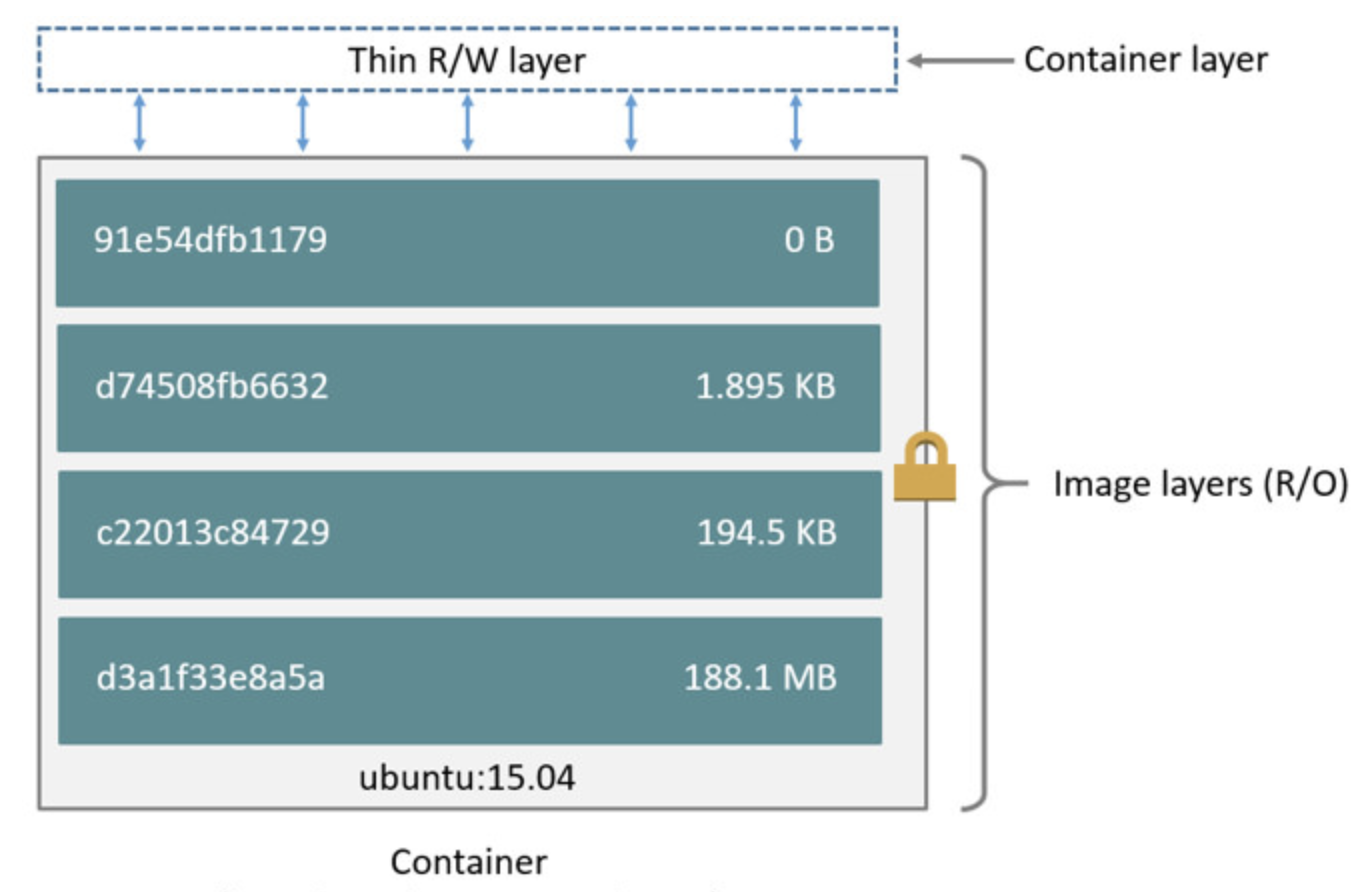 Thin R/W layer
Container layer
91e54dfb1179 0 B
d74508fb6632 1.895 KB
c22013c84729 194.5 KB
Image layers (R/O)
d3a1f33e8a5a 188.1 MB
ubuntu:15.04
Container